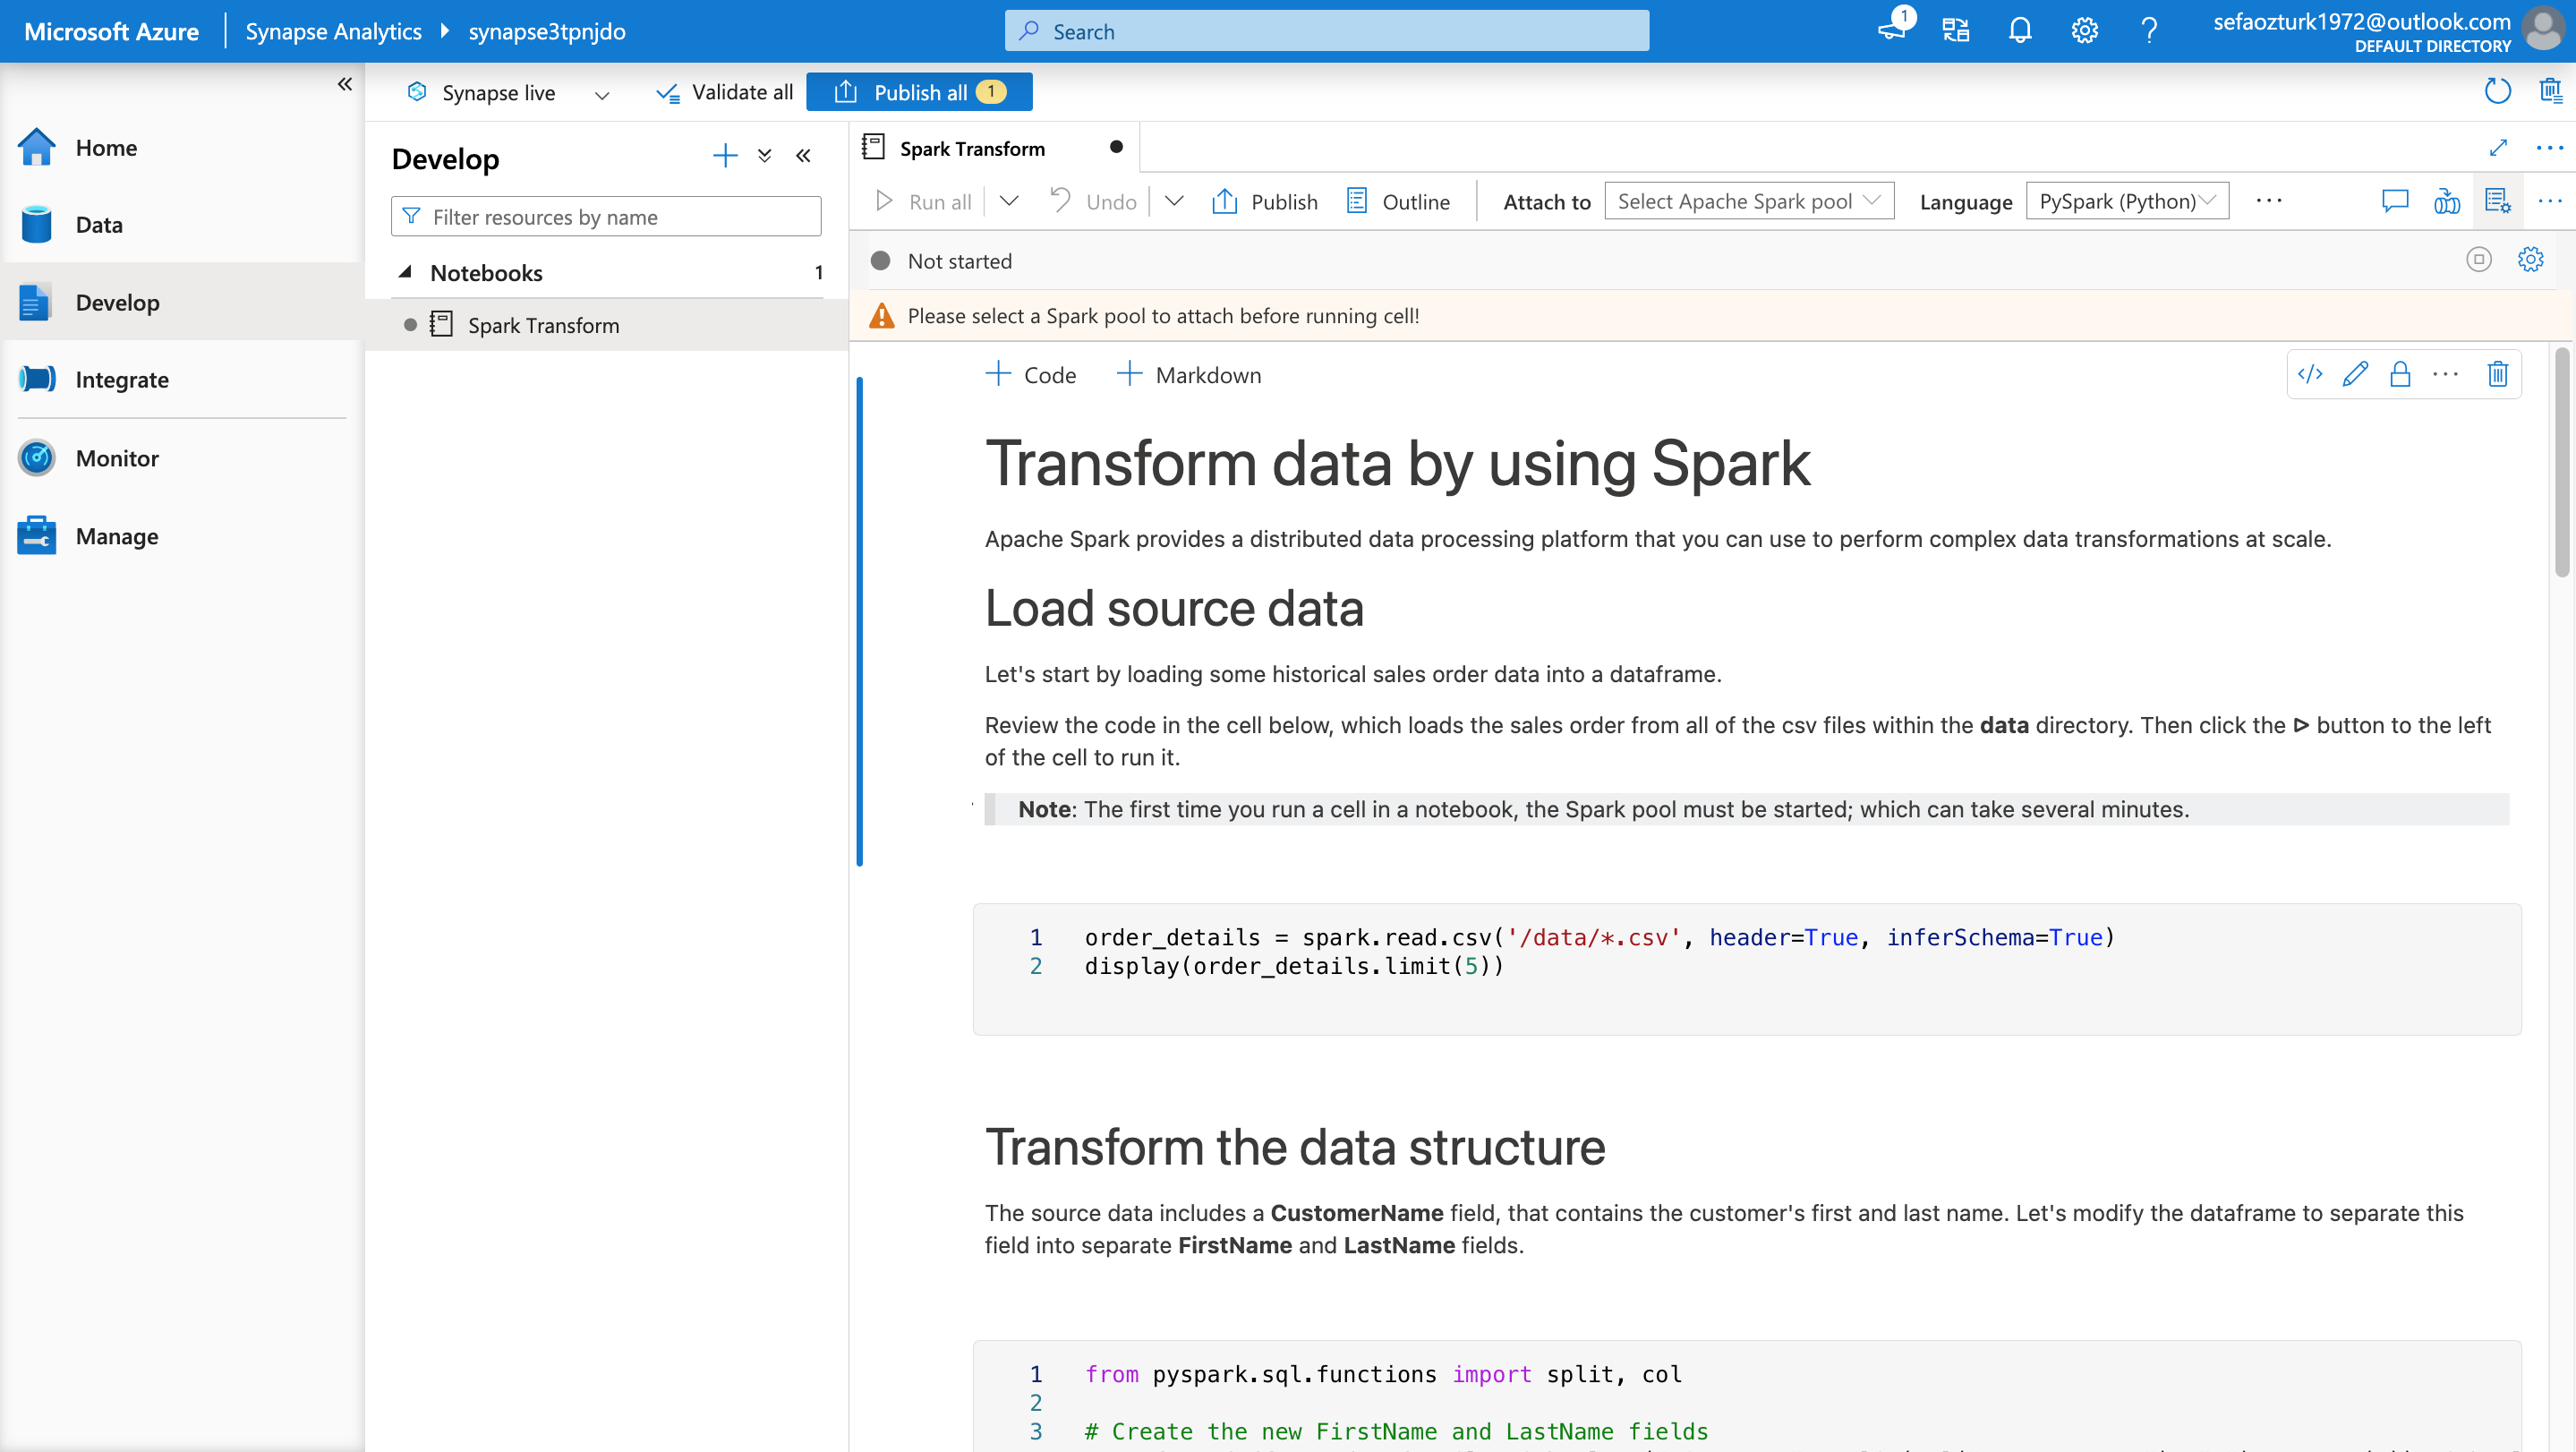 Microsoft Azure
Synapse Analytics
synapse3tpnjdo
Search
1
sefaozturk1972@outlook.com
DEFAULT DIRECTORY
Synapse live
Validate all
Publish all 1
Home
Data
Develop
Integrate
Monitor
Manage
Develop
Filter resources by name
Notebooks 1
Spark Transform
Spark Transform
Run all
Undo
Publish
Outline
Attach to
Select Apache Spark pool
Language
PySpark (Python)
Not started
Please select a Spark pool to attach before running cell!
Code
Markdown
Transform data by using Spark
Apache Spark provides a distributed data processing platform that you can use to perform complex data transformations at scale.
Load source data
Let's start by loading some historical sales order data into a dataframe.
Review the code in the cell below, which loads the sales order from all of the csv files within the data directory. Then click the ▷ button to the left
of the cell to run it.
Note: The first time you run a cell in a notebook, the Spark pool must be started; which can take several minutes.
1 order_details = spark.read.csv('/data/*.csv', header=True, inferSchema=True)
2 display(order_details.limit(5))
Transform the data structure
The source data includes a CustomerName field, that contains the customer's first and last name. Let's modify the dataframe to separate this
field into separate FirstName and LastName fields.
1 from pyspark.sql.functions import split, col
2
3 # Create the new FirstName and LastName fields